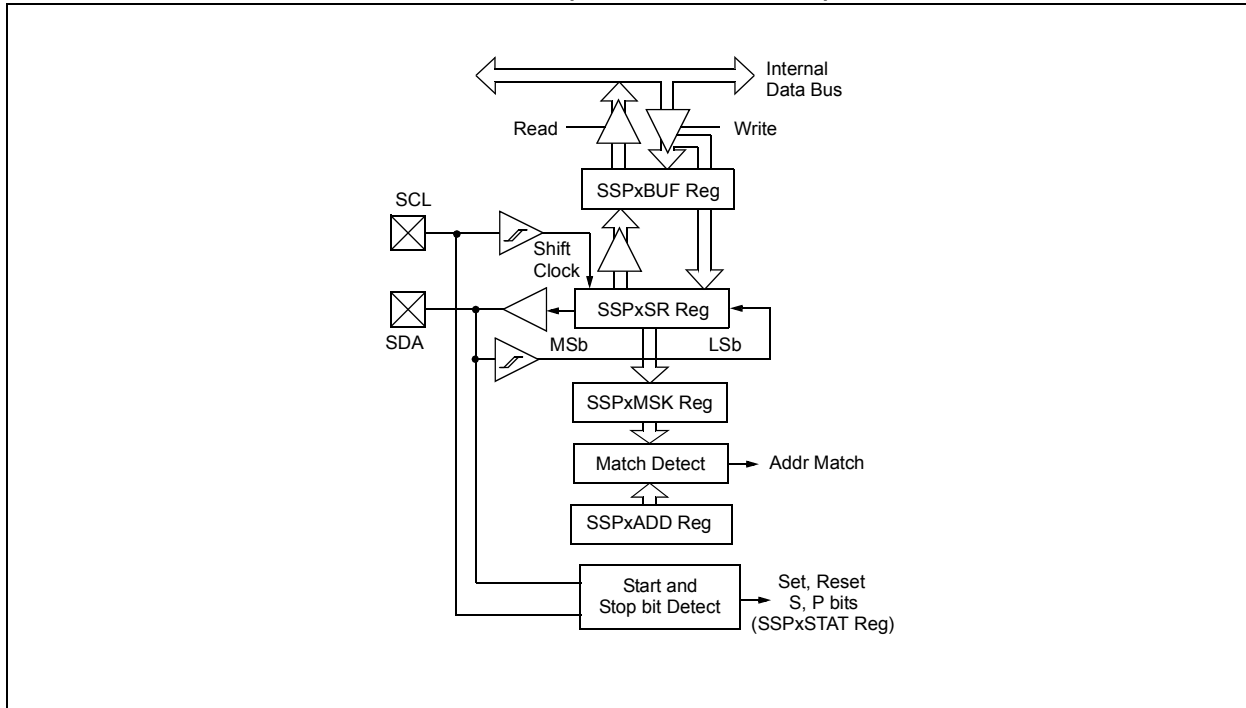 Internal
Data Bus
Read
Write
SSPxBUF Reg
SCL
Shift
Clock
SSPxSR Reg
SDA
MSb
LSb
SSPxMSK Reg
Match Detect
Addr Match
SSPxADD Reg
Start and
Stop bit Detect
Set, Reset
S, P bits
(SSPxSTAT Reg)